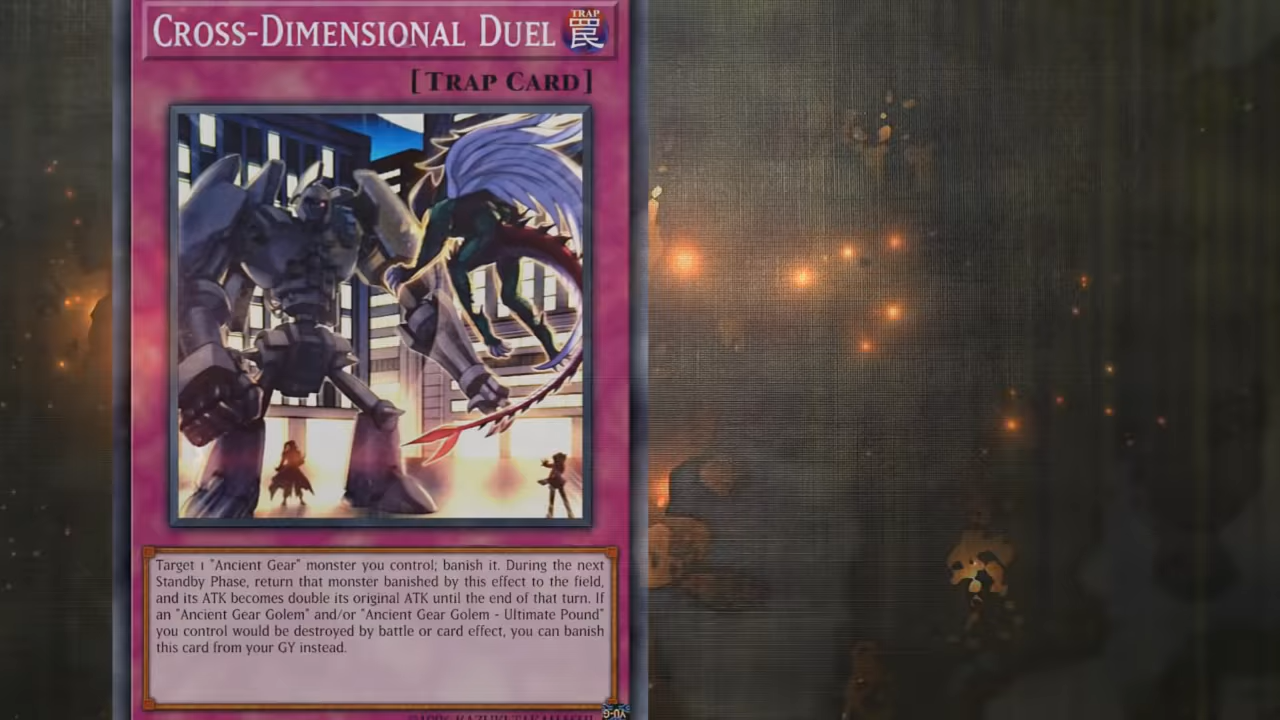 CROSS-DIMENSIONAL DUEL
TRAP
罠
[TRAP CARD]
Target 1 "Ancient Gear" monster you control; banish it. During the next
Standby Phase, return that monster banished by this effect to the field,
and its ATK becomes double its original ATK until the end of that turn. If
an "Ancient Gear Golem" and/or "Ancient Gear Golem - Ultimate Pound"
you control would be destroyed by battle or card effect, you can banish
this card from your GY instead.